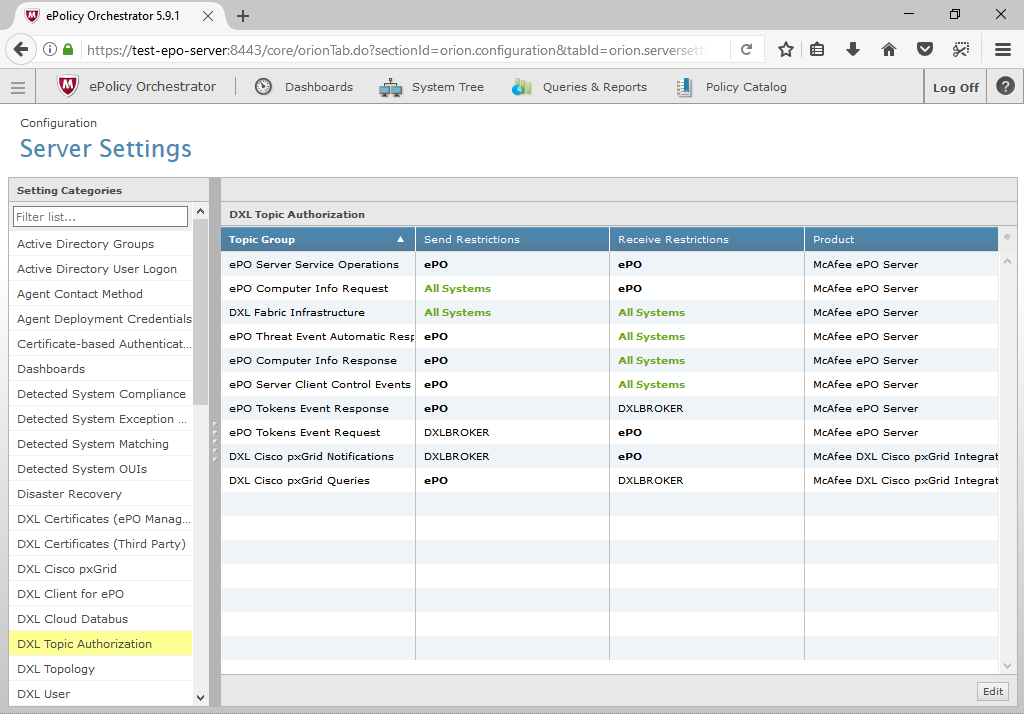 ePolicy Orchestrator 5.9.1
https://test-epo-server:8443/core/orionTab.do?sectionId=orion.configuration&tabId=orion.serversett
ePolicy Orchestrator Dashboards System Tree Queries & Reports Policy Catalog Log Off ?
Configuration
Server Settings
Setting Categories
Filter list...
Active Directory Groups
Active Directory User Logon
Agent Contact Method
Agent Deployment Credentials
Certificate-based Authenticat...
Dashboards
Detected System Compliance
Detected System Exception ...
Detected System Matching
Detected System OUIs
Disaster Recovery
DXL Certificates (ePO Manag...
DXL Certificates (Third Party)
DXL Cisco pxGrid
DXL Client for ePO
DXL Cloud Databus
DXL Topic Authorization
DXL Topology
DXL User
DXL Topic Authorization
Topic Group Send Restrictions Receive Restrictions Product
ePO Server Service Operations ePO ePO McAfee ePO Server
ePO Computer Info Request All Systems ePO McAfee ePO Server
DXL Fabric Infrastructure All Systems All Systems McAfee ePO Server
ePO Threat Event Automatic Resp ePO All Systems McAfee ePO Server
ePO Computer Info Response ePO All Systems McAfee ePO Server
ePO Server Client Control Events ePO All Systems McAfee ePO Server
ePO Tokens Event Response ePO DXLBROKER McAfee ePO Server
ePO Tokens Event Request DXLBROKER ePO McAfee ePO Server
DXL Cisco pxGrid Notifications DXLBROKER ePO McAfee DXL Cisco pxGrid Integrat
DXL Cisco pxGrid Queries ePO DXLBROKER McAfee DXL Cisco pxGrid Integrat
Edit